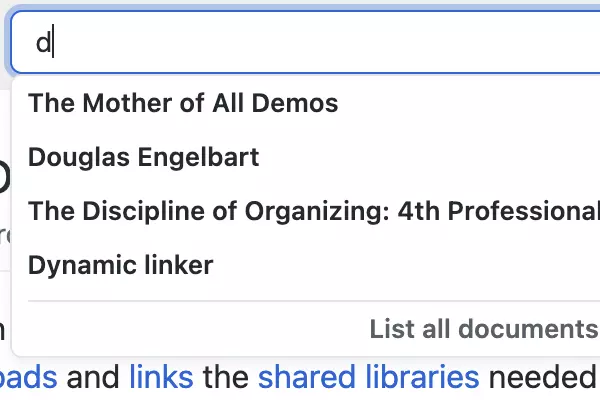 d
The Mother of All Demos
Douglas Engelbart
The Discipline of Organizing: 4th Professional
Dynamic linker
List all documents
oads and links the shared libraries needed